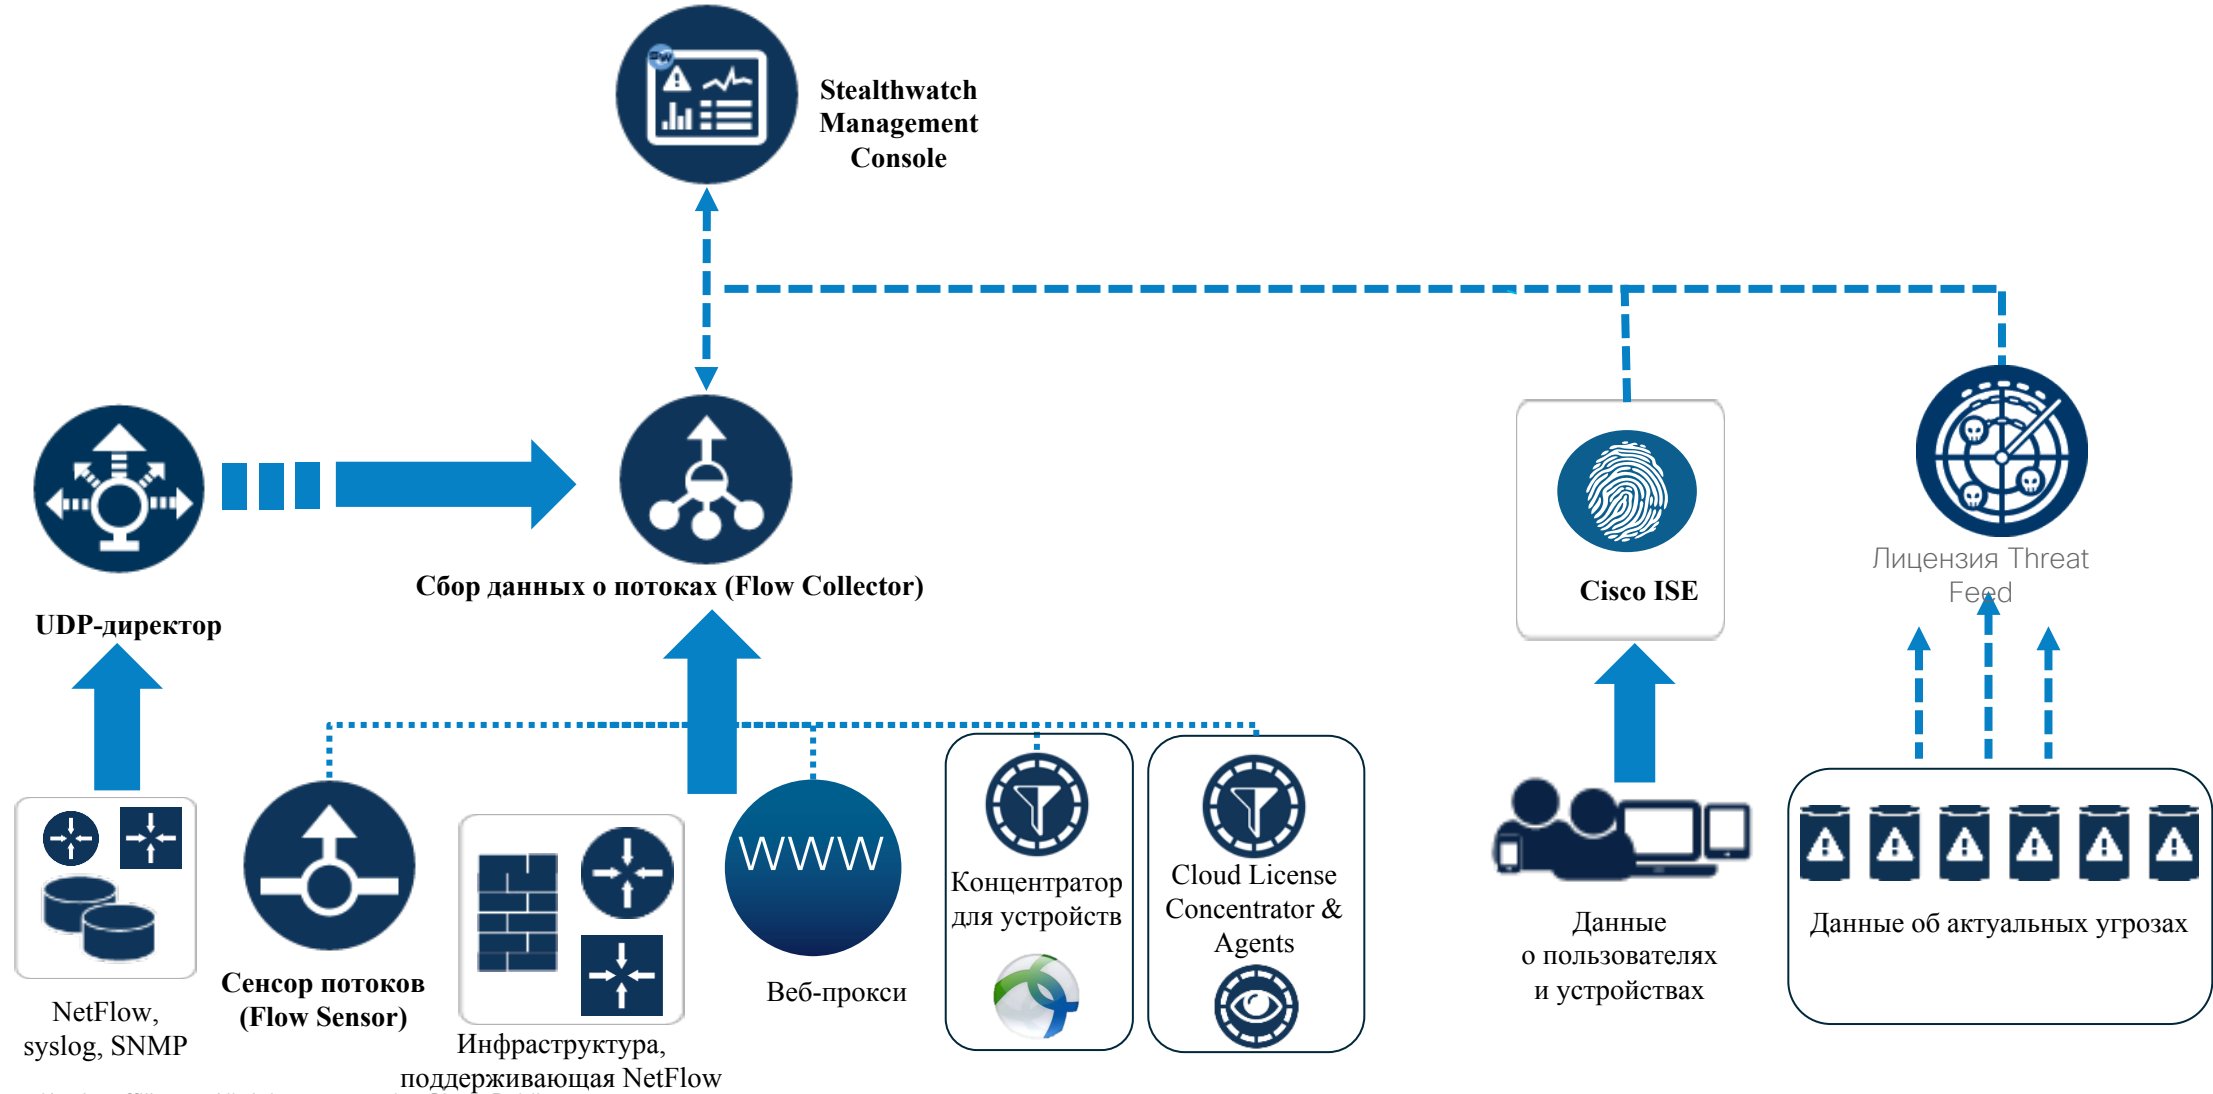 Stealthwatch
Management
Console
UDP-директор
Сбор данных о потоках (Flow Collector)
Cisco ISE
Лицензия Threat
Feed
NetFlow,
syslog, SNMP
Сенсор потоков
(Flow Sensor)
Инфраструктура,
поддерживающая NetFlow
WWW
Веб-прокси
Концентратор
для устройств
Cloud License
Concentrator &
Agents
Данные
о пользователях
и устройствах
Данные об актуальных угрозах